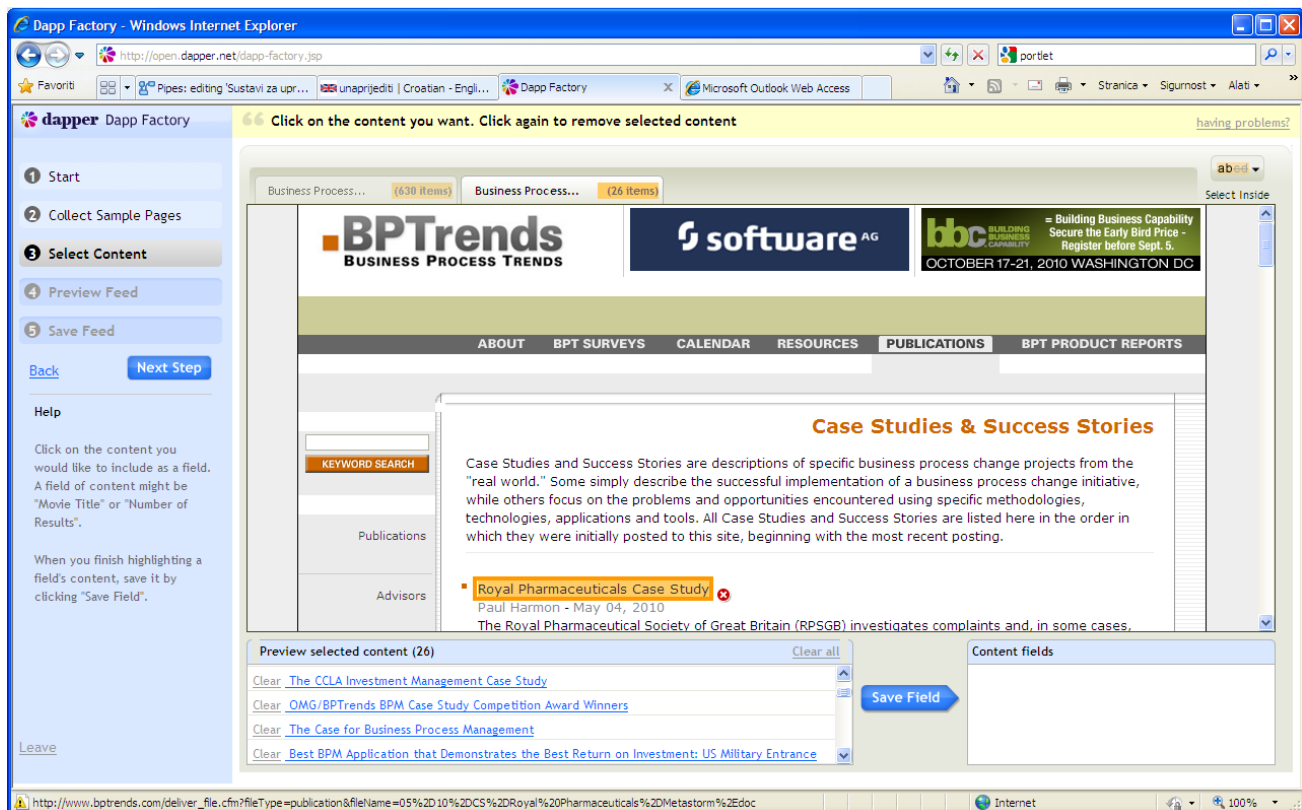 Dapp Factory - Windows Internet Explorer
http://open.dapper.net/dapp-factory.jsp
portlet
Favoriti
Pipes: editing 'Sustavi za upr...
unaprijediti | Croatian - Engli...
Dapp Factory
Microsoft Outlook Web Access
Stranica
Sigurnost
Alati
»
dapper Dapp Factory
Click on the content you want. Click again to remove selected content
having problems?
1 Start
2 Collect Sample Pages
3 Select Content
4 Preview Feed
5 Save Feed
Back
Next Step
Help
Click on the content you
would like to include as a field.
A field of content might be
"Movie Title" or "Number of
Results".
When you finish highlighting a
field's content, save it by
clicking "Save Field".
Leave
Business Process... (630 items)
Business Process... (26 items)
abed
Select Inside
BPTrends
BUSINESS PROCESS TRENDS
software AG
bbc BUILDING BUSINESS CAPABILITY
= Building Business Capability
Secure the Early Bird Price -
Register before Sept. 5.
OCTOBER 17-21, 2010 WASHINGTON DC
ABOUT BPT SURVEYS CALENDAR RESOURCES PUBLICATIONS BPT PRODUCT REPORTS
KEYWORD SEARCH
Publications
Advisors
Case Studies & Success Stories
Case Studies and Success Stories are descriptions of specific business process change projects from the
"real world." Some simply describe the successful implementation of a business process change initiative,
while others focus on the problems and opportunities encountered using specific methodologies,
technologies, applications and tools. All Case Studies and Success Stories are listed here in the order in
which they were initially posted to this site, beginning with the most recent posting.
Royal Pharmaceuticals Case Study
Paul Harmon - May 04, 2010
The Royal Pharmaceutical Society of Great Britain (RPSGB) investigates complaints and, in some cases,
Preview selected content (26)
Clear all
Clear The CCLA Investment Management Case Study
Clear OMG/BPTrends BPM Case Study Competition Award Winners
Clear The Case for Business Process Management
Clear Best BPM Application that Demonstrates the Best Return on Investment: US Military Entrance
Save Field
Content fields
http://www.bptrends.com/deliver_file.cfm?fileType=publication&fileName=05%2D10%2DCS%2DRoyal%20Pharmaceuticals%2DMetastorm%2Edoc
Internet
100%